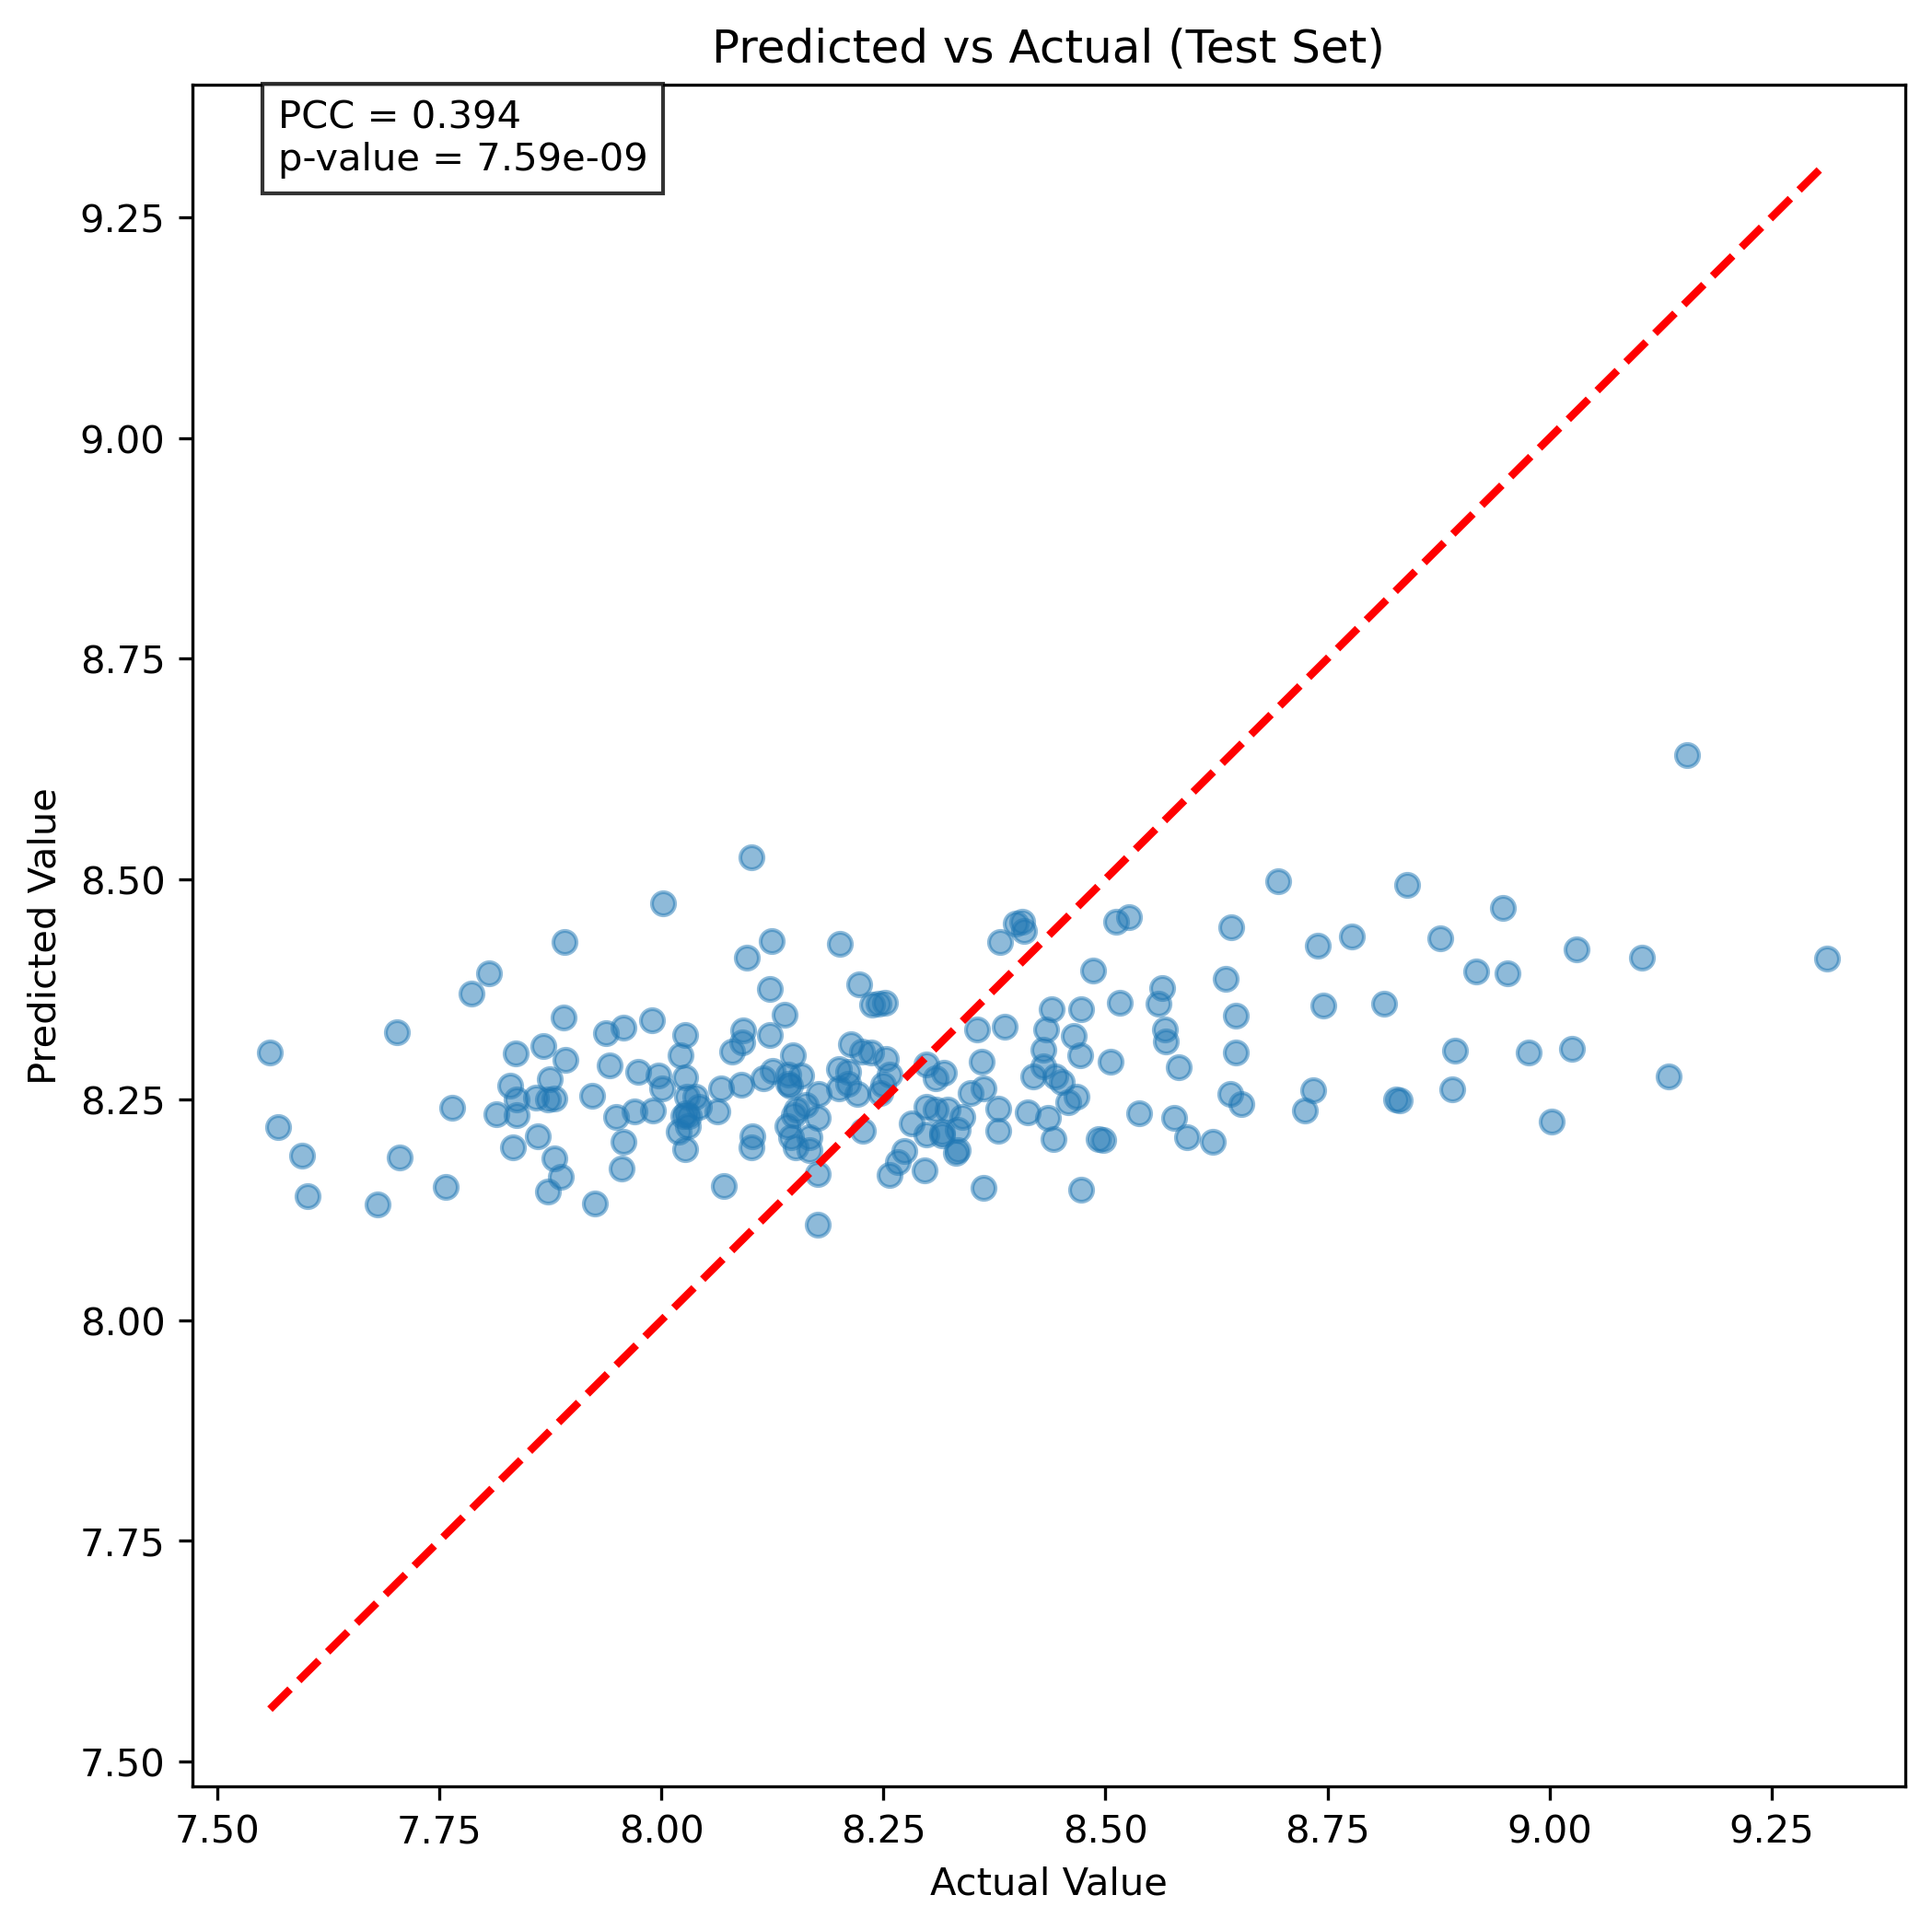 Predicted vs Actual (Test Set)
PCC = 0.394
p-value = 7.59e-09
9.25
9.00
8.75
8.50
8.25
8.00
7.75
7.50
Predicted Value
7.50 7.75 8.00 8.25 8.50 8.75 9.00 9.25
Actual Value